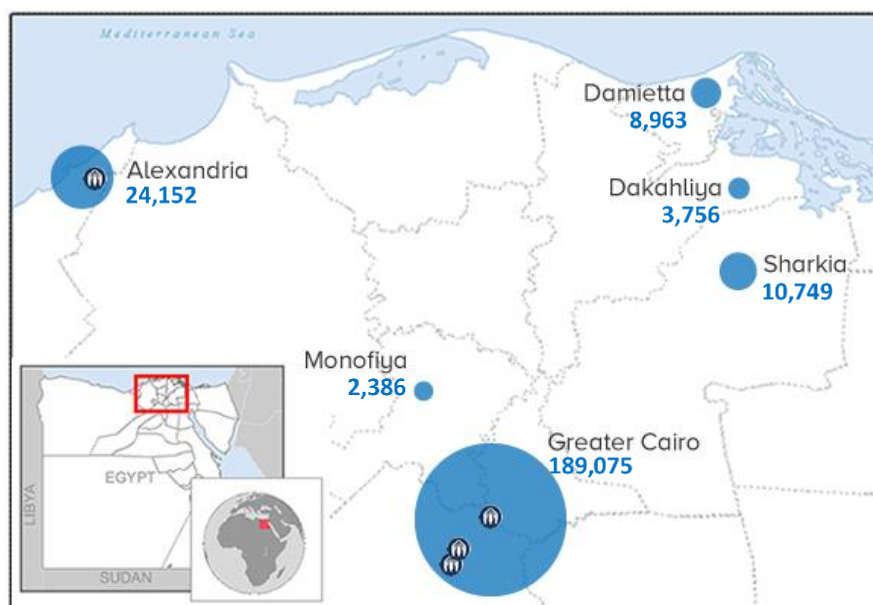 Mediterranean Sea
Damietta
8,963
Alexandria
24,152
Dakahliya
3,756
Sharkia
10,749
Monofiya
2,386
Greater Cairo
189,075
EGYPT
LIBYA
SUDAN